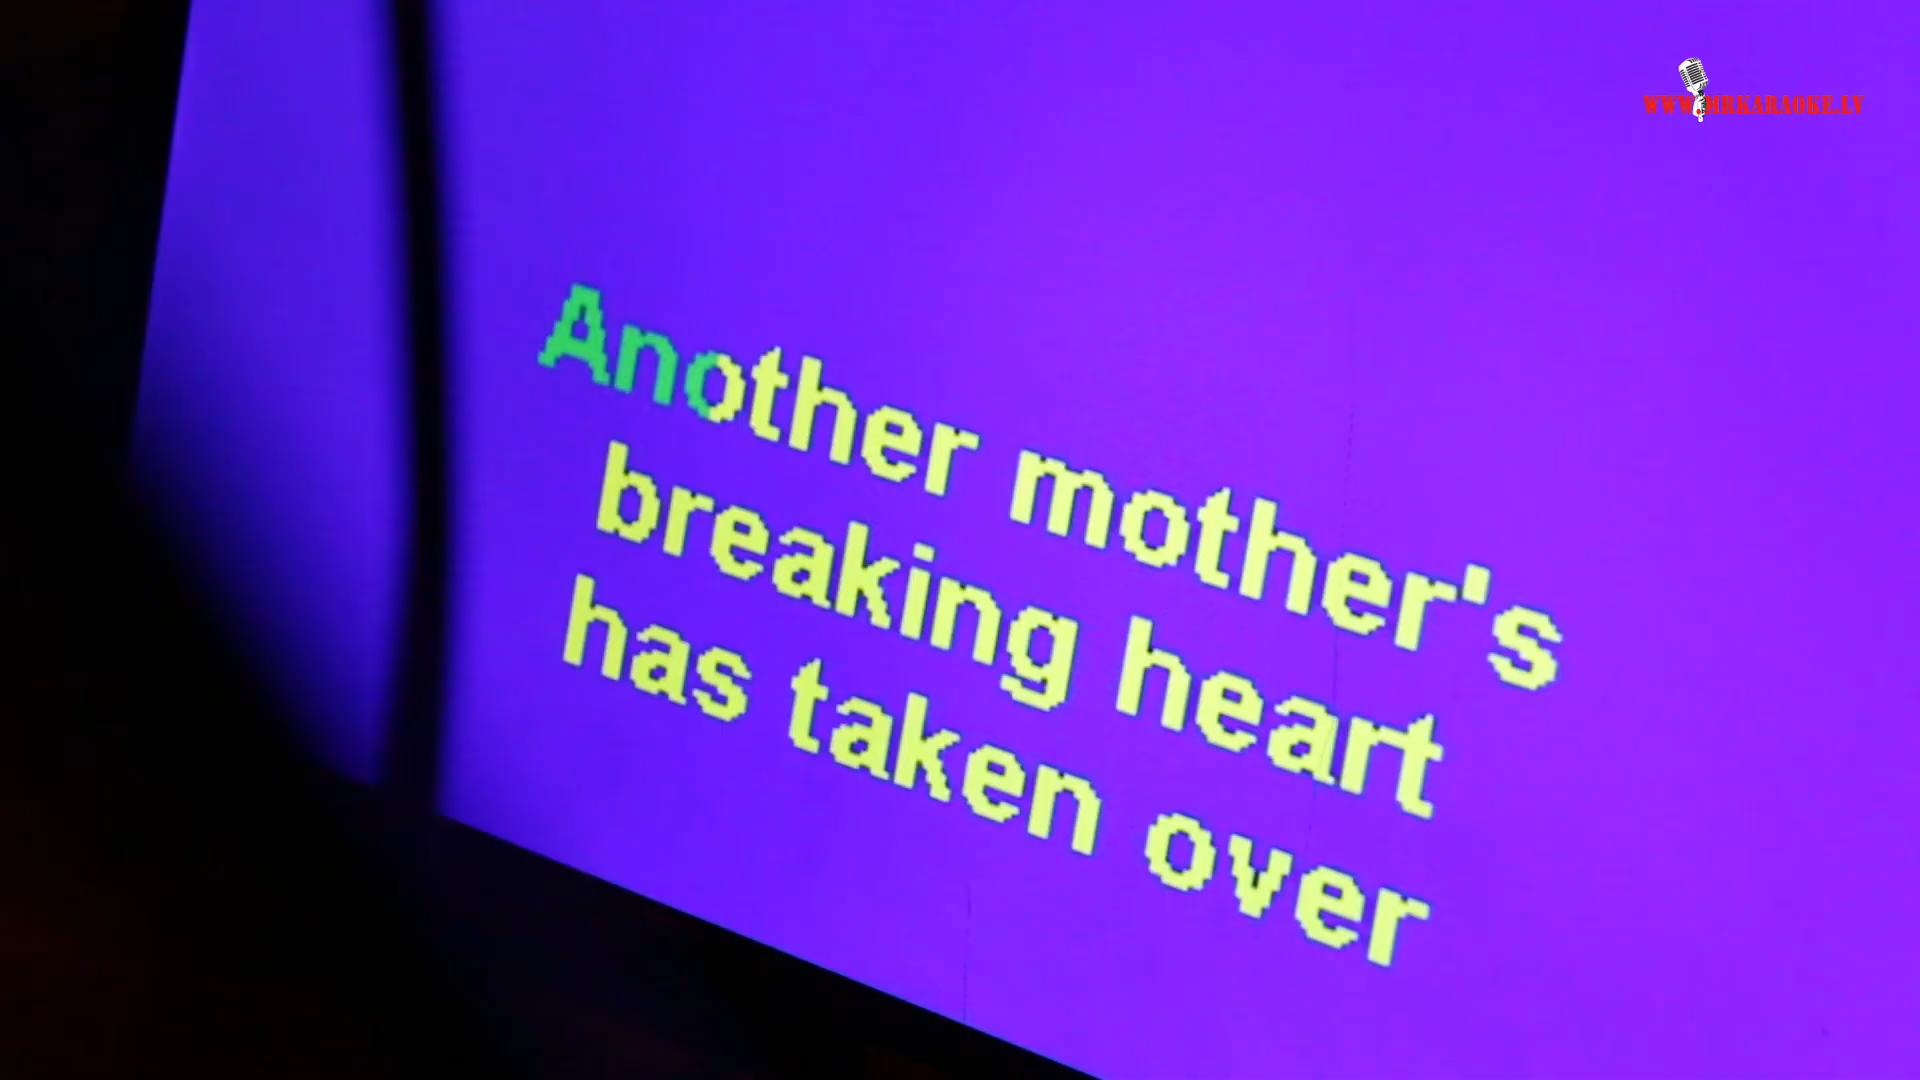 WWW.MRKARAOKE.LV
Another mother's
breaking heart
has taken over